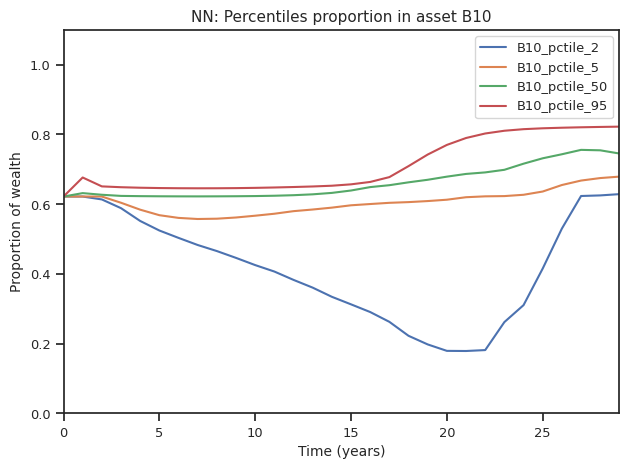 NN: Percentiles proportion in asset B10
B10_pctile_2
B10_pctile_5
B10_pctile_50
B10_pctile_95
Proportion of wealth
1.0
0.8
0.6
0.4
0.2
0.0
0 5 10 15 20 25
Time (years)